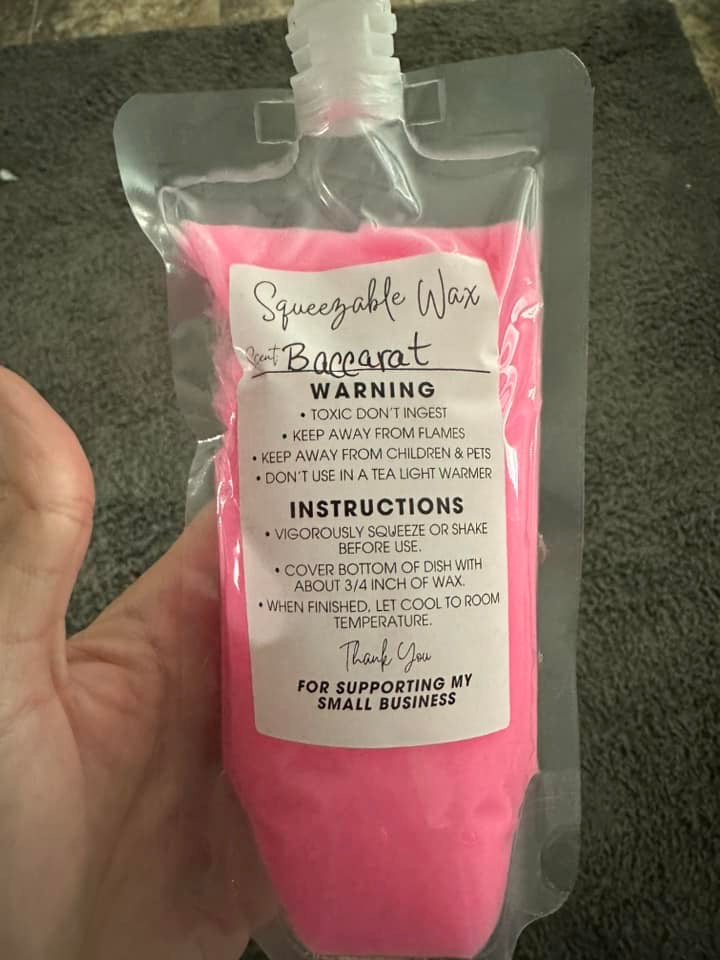 Squeezable Wax
Scent Baccarat
WARNING
• TOXIC DON'T INGEST
• KEEP AWAY FROM FLAMES
• KEEP AWAY FROM CHILDREN & PETS
• DON'T USE IN A TEA LIGHT WARMER
INSTRUCTIONS
• VIGOROUSLY SQUEEZE OR SHAKE
BEFORE USE.
• COVER BOTTOM OF DISH WITH
ABOUT 3/4 INCH OF WAX.
• WHEN FINISHED, LET COOL TO ROOM
TEMPERATURE.
Thank You
FOR SUPPORTING MY
SMALL BUSINESS